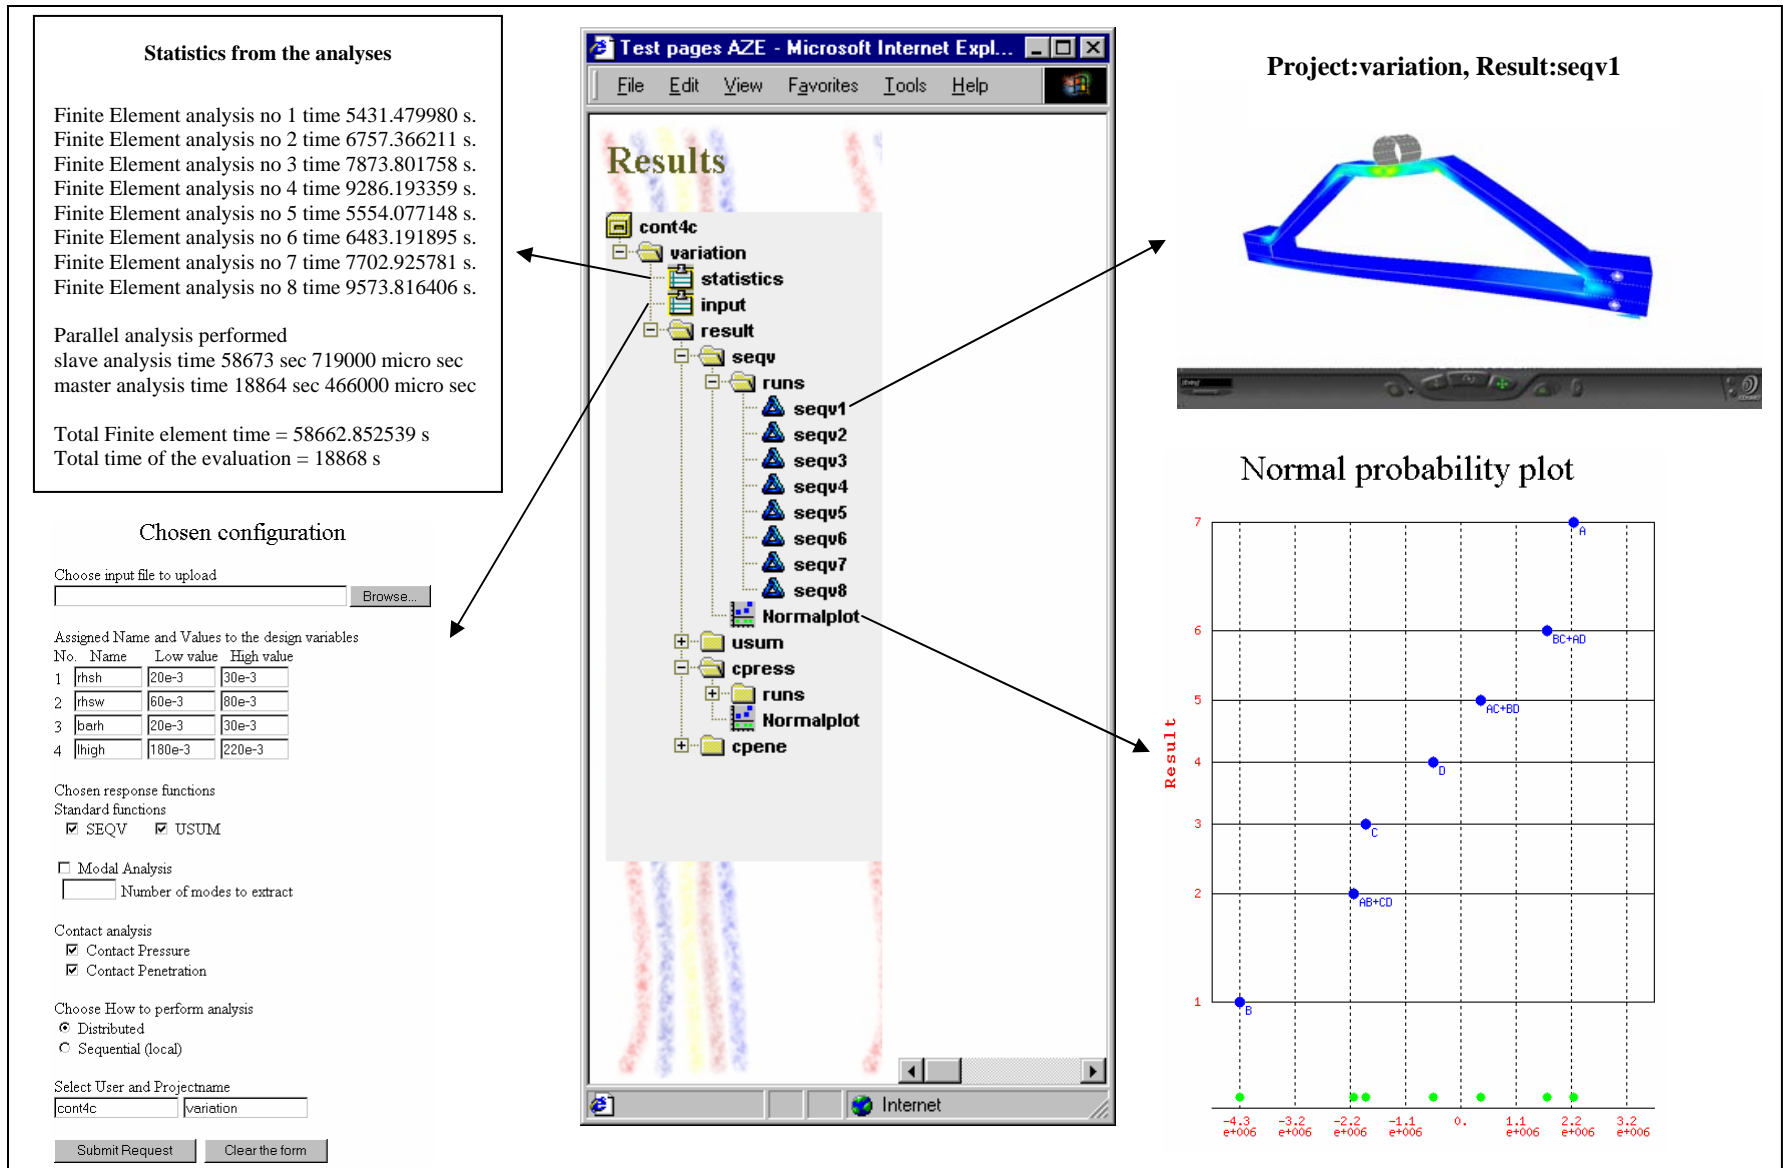 Statistics from the analyses
Finite Element analysis no 1 time 5431.479980 s.
Finite Element analysis no 2 time 6757.366211 s.
Finite Element analysis no 3 time 7873.801758 s.
Finite Element analysis no 4 time 9286.193359 s.
Finite Element analysis no 5 time 5554.077148 s.
Finite Element analysis no 6 time 6483.191895 s.
Finite Element analysis no 7 time 7702.925781 s.
Finite Element analysis no 8 time 9573.816406 s.
Parallel analysis performed
slave analysis time 58673 sec 719000 micro sec
master analysis time 18864 sec 466000 micro sec
Total Finite element time = 58662.852539 s
Total time of the evaluation = 18868 s
Chosen configuration
Choose input file to upload
Browse...
Assigned Name and Values to the design variables
No. Name Low value High value
1 rhsh 20e-3 30e-3
2 rhsw 60e-3 80e-3
3 barh 20e-3 30e-3
4 lhigh 180e-3 220e-3
Chosen response functions
Standard functions
SEQV USUM
Modal Analysis
Number of modes to extract
Contact analysis
Contact Pressure
Contact Penetration
Choose How to perform analysis
Distributed
Sequential (local)
Select User and Projectname
cont4c variation
Submit Request Clear the form
Test pages AZE - Microsoft Internet Expl...
File Edit View Favorites Tools Help
Results
cont4c
variation
statistics
input
result
seqv
runs
seqv1
seqv2
seqv3
seqv4
seqv5
seqv6
seqv7
seqv8
Normalplot
usum
cpress
runs
Normalplot
cpene
Internet
Project:variation, Result:seqv1
Normal probability plot
Result
7
A
6
BC+AD
5
AC+BD
4
D
3
C
2
AB+CD
1
B
-4.3 -3.2 -2.2 -1.1 0. 1.1 2.2 3.2
e+006 e+006 e+006 e+006 e+006 e+006 e+006